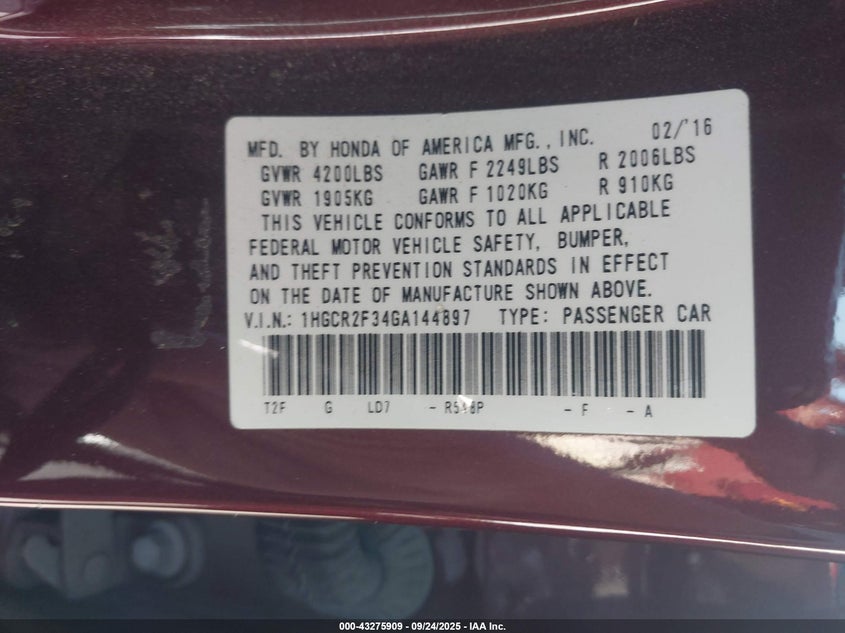 MFD. BY HONDA OF AMERICA MFG., INC. 02/'16
GVWR 4200LBS GAWR F 2249LBS R 2006LBS
GVWR 1905KG GAWR F 1020KG R 910KG
THIS VEHICLE CONFORMS TO ALL APPLICABLE
FEDERAL MOTOR VEHICLE SAFETY, BUMPER,
AND THEFT PREVENTION STANDARDS IN EFFECT
ON THE DATE OF MANUFACTURE SHOWN ABOVE.
V.I.N.: 1HGCR2F34GA144897 TYPE: PASSENGER CAR
T2F G LD7 - - F - A
000-43275909 - 09/24/2025 - IAA Inc.